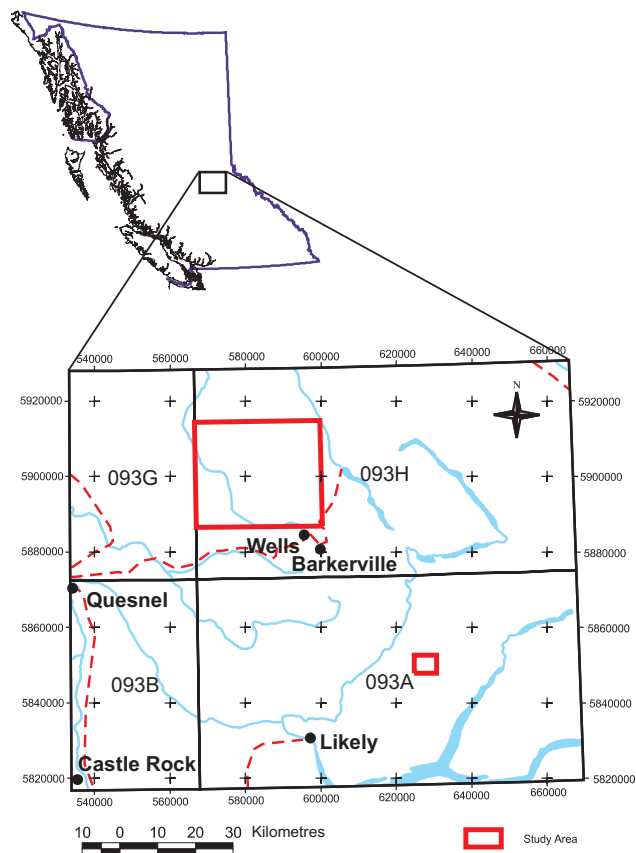 540000 560000 580000 600000 620000 640000 660000
N
5920000 5920000
5900000 5900000
093G 093H
5880000 5880000
Wells
Barkerville
Quesnel
5860000 5860000
093B 093A
5840000 5840000
Likely
Castle Rock
5820000 5820000
540000 560000 580000 600000 620000 640000 660000
10 0 10 20 30 Kilometres
Study Area